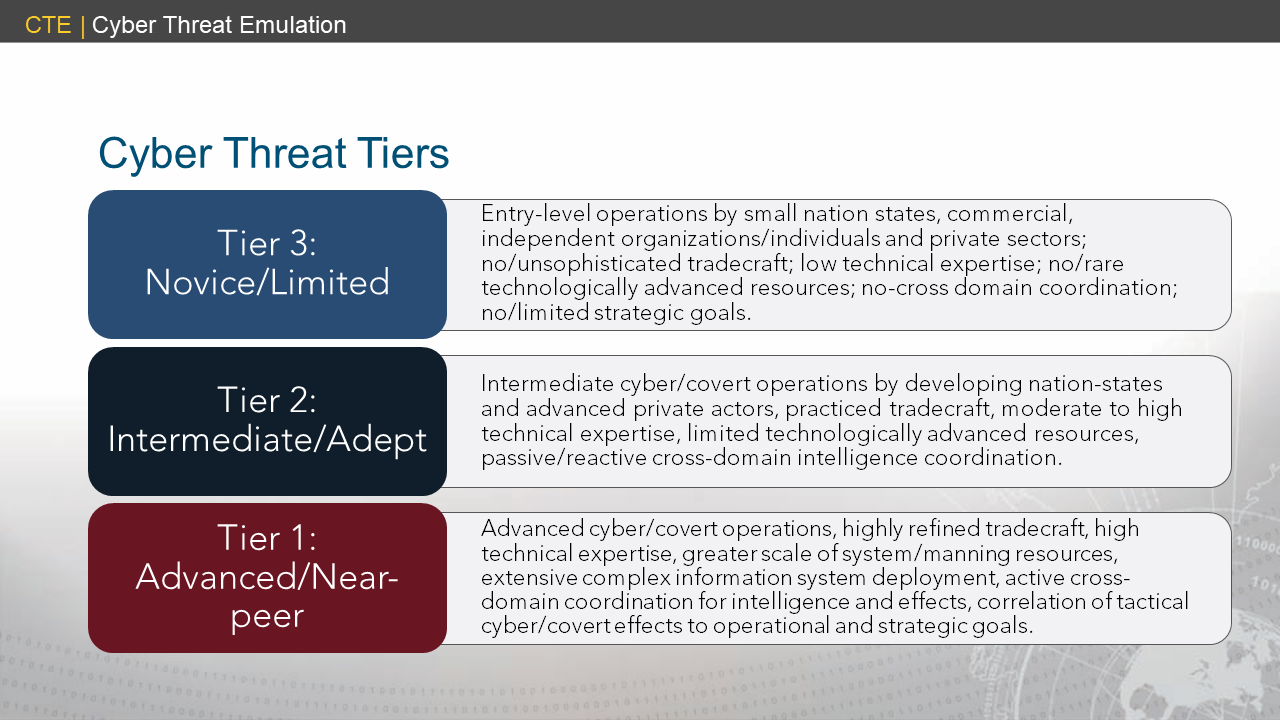 CTE | Cyber Threat Emulation
Cyber Threat Tiers
Tier 3:
Novice/Limited
Entry-level operations by small nation states, commercial,
independent organizations/individuals and private sectors;
no/unsophisticated tradecraft; low technical expertise; no/rare
technologically advanced resources; no-cross domain coordination;
no/limited strategic goals.
Tier 2:
Intermediate/Adept
Intermediate cyber/covert operations by developing nation-states
and advanced private actors, practiced tradecraft, moderate to high
technical expertise, limited technologically advanced resources,
passive/reactive cross-domain intelligence coordination.
Tier 1:
Advanced/Near-
peer
Advanced cyber/covert operations, highly refined tradecraft, high
technical expertise, greater scale of system/manning resources,
extensive complex information system deployment, active cross-
domain coordination for intelligence and effects, correlation of tactical
cyber/covert effects to operational and strategic goals.